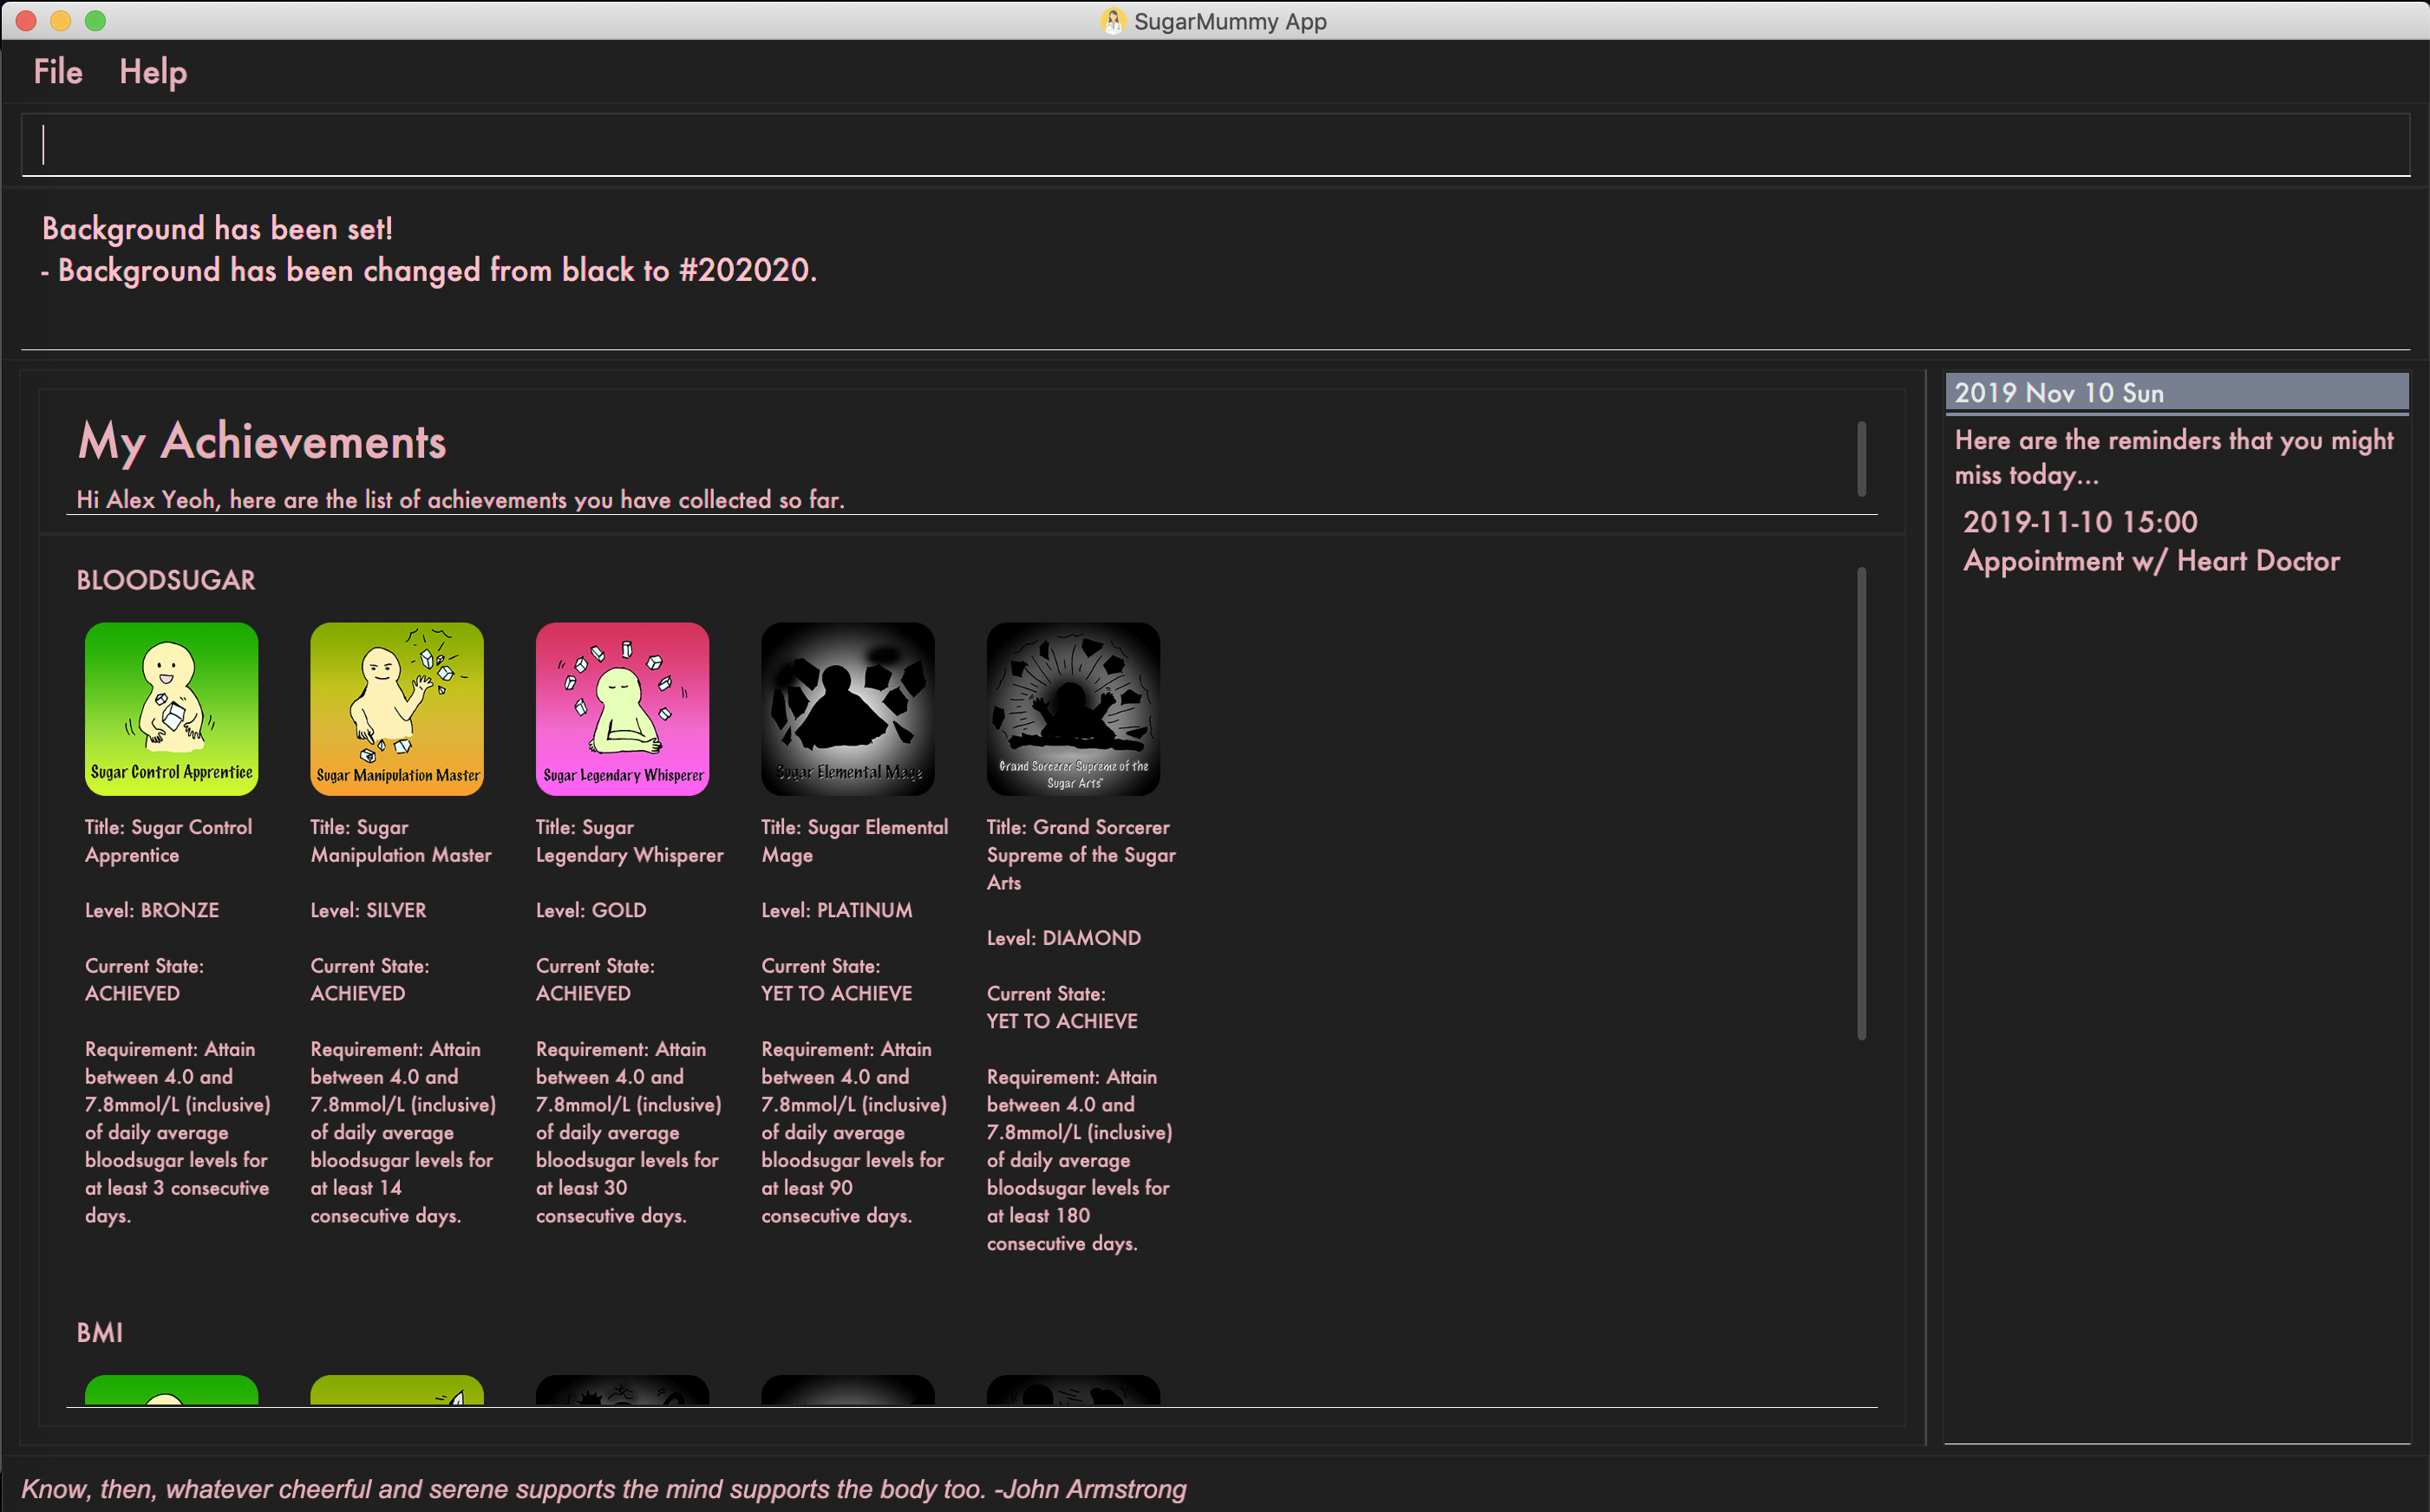 SugarMummy App
File Help
Background has been set!
- Background has been changed from black to #202020.
My Achievements
Hi Alex Yeoh, here are the list of achievements you have collected so far.
BLOODSUGAR
Sugar Control Apprentice
Title: Sugar Control
Apprentice
Level: BRONZE
Current State:
ACHIEVED
Requirement: Attain
between 4.0 and
7.8mmol/L (inclusive)
of daily average
bloodsugar levels for
at least 3 consecutive
days.
Sugar Manipulation Master
Title: Sugar
Manipulation Master
Level: SILVER
Current State:
ACHIEVED
Requirement: Attain
between 4.0 and
7.8mmol/L (inclusive)
of daily average
bloodsugar levels for
at least 14
consecutive days.
Sugar Legendary Whisperer
Title: Sugar
Legendary Whisperer
Level: GOLD
Current State:
ACHIEVED
Requirement: Attain
between 4.0 and
7.8mmol/L (inclusive)
of daily average
bloodsugar levels for
at least 30
consecutive days.
Sugar Elemental Mage
Title: Sugar Elemental
Mage
Level: PLATINUM
Current State:
YET TO ACHIEVE
Requirement: Attain
between 4.0 and
7.8mmol/L (inclusive)
of daily average
bloodsugar levels for
at least 90
consecutive days.
Grand Sorcerer Supreme of the
Sugar Arts"
Title: Grand Sorcerer
Supreme of the Sugar
Arts
Level: DIAMOND
Current State:
YET TO ACHIEVE
Requirement: Attain
between 4.0 and
7.8mmol/L (inclusive)
of daily average
bloodsugar levels for
at least 180
consecutive days.
BMI
2019 Nov 10 Sun
Here are the reminders that you might
miss today...
2019-11-10 15:00
Appointment w/ Heart Doctor
Know, then, whatever cheerful and serene supports the mind supports the body too. -John Armstrong